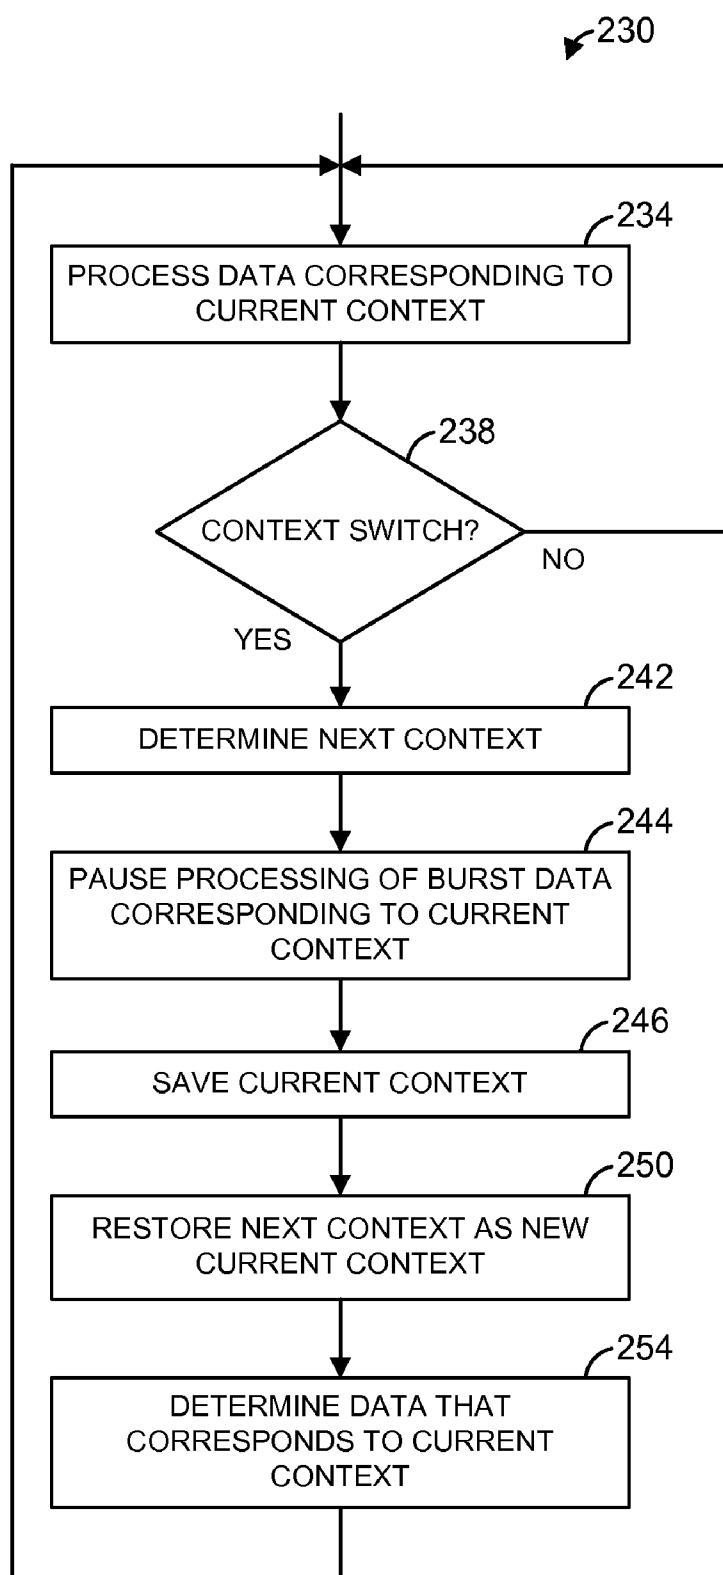 230
234
PROCESS DATA CORRESPONDING TO
CURRENT CONTEXT
238
CONTEXT SWITCH?
NO
YES
242
DETERMINE NEXT CONTEXT
244
PAUSE PROCESSING OF BURST DATA
CORRESPONDING TO CURRENT
CONTEXT
246
SAVE CURRENT CONTEXT
250
RESTORE NEXT CONTEXT AS NEW
CURRENT CONTEXT
254
DETERMINE DATA THAT
CORRESPONDS TO CURRENT
CONTEXT